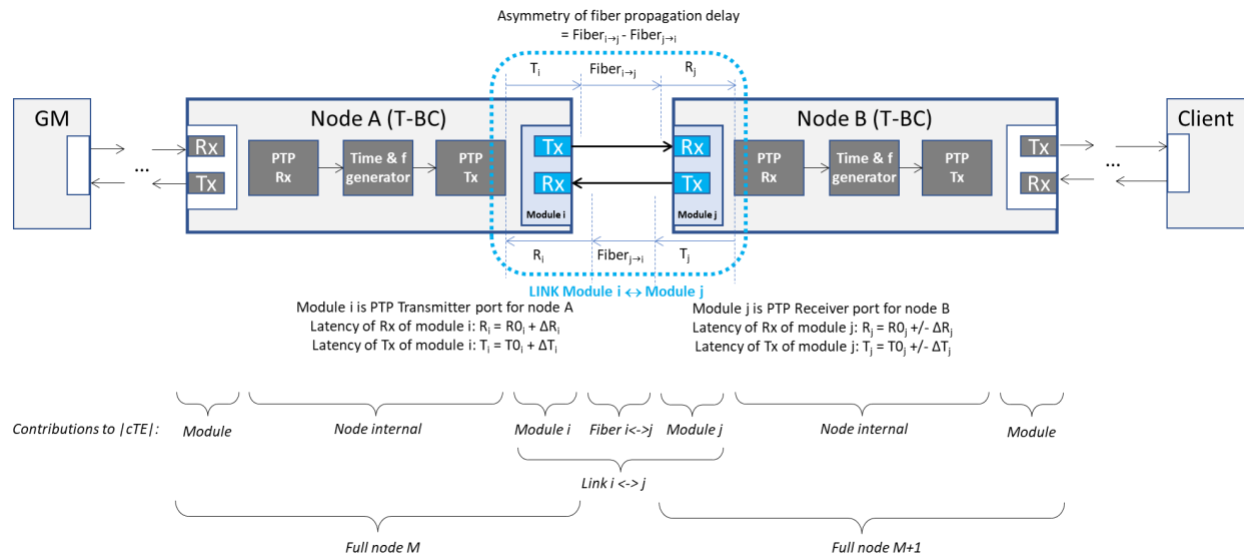 Asymmetry of fiber propagation delay
= Fiberi→j - Fiberj→i
Ti
Fiberi→j
Rj
GM
Node A (T-BC)
Node B (T-BC)
Client
Rx
Tx
...
PTP Rx
Time & f generator
PTP Tx
Tx
Rx
Module i
Rx
Tx
Module j
PTP Rx
Time & f generator
PTP Tx
Tx
Rx
...
Ri
Fiberj→i
Tj
LINK Module i ↔ Module j
Module i is PTP Transmitter port for node A
Latency of Rx of module i: Ri = R0i + ΔRi
Latency of Tx of module i: Ti = T0i + ΔTi
Module j is PTP Receiver port for node B
Latency of Rx of module j: Rj = R0j +/- ΔRj
Latency of Tx of module j: Tj = T0j +/- ΔTj
Contributions to |cTE|:
Module
Node internal
Module i
Fiber i<->j
Module j
Node internal
Module
Link i <-> j
Full node M
Full node M+1